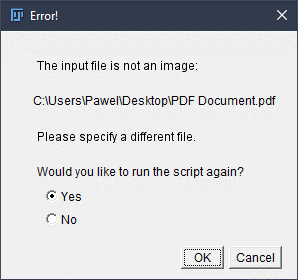 Error!
The input file is not an image:
C:\Users\Pawel\Desktop\PDF Document.pdf
Please specify a different file.
Would you like to run the script again?
Yes
No
OK Cancel